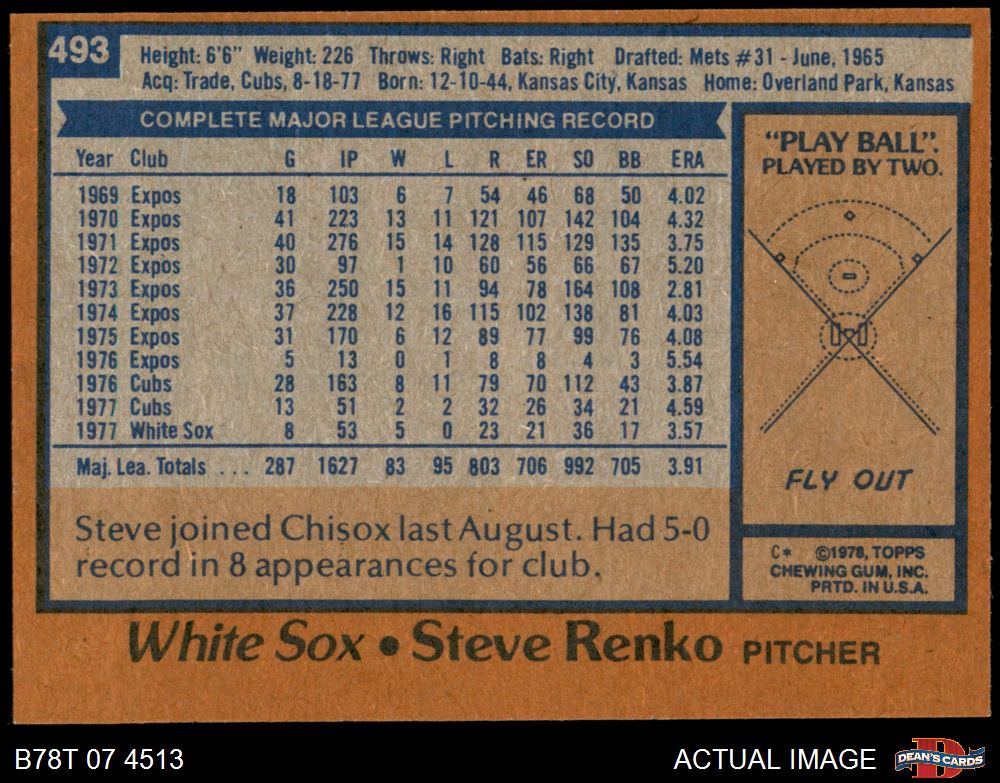 493
Height: 6'6" Weight: 226 Throws: Right Bats: Right Drafted: Mets #31 - June, 1965
Acq: Trade, Cubs, 8-18-77 Born: 12-10-44, Kansas City, Kansas Home: Overland Park, Kansas
COMPLETE MAJOR LEAGUE PITCHING RECORD
Year Club G IP W L R ER SO BB ERA
1969 Expos 18 103 6 7 54 46 68 50 4.02
1970 Expos 41 223 13 11 121 107 142 104 4.32
1971 Expos 40 276 15 14 128 115 129 135 3.75
1972 Expos 30 97 1 10 60 56 66 67 5.20
1973 Expos 36 250 15 11 94 78 164 108 2.81
1974 Expos 37 228 12 16 115 102 138 81 4.03
1975 Expos 31 170 6 12 89 77 99 76 4.08
1976 Expos 5 13 0 1 8 8 4 3 5.54
1976 Cubs 28 163 8 11 79 70 112 43 3.87
1977 Cubs 13 51 2 2 32 26 34 21 4.59
1977 White Sox 8 53 5 0 23 21 36 17 3.57
Maj. Lea. Totals ... 287 1627 83 95 803 706 992 705 3.91
Steve joined Chisox last August. Had 5-0
record in 8 appearances for club.
"PLAY BALL":
PLAYED BY TWO.
FLY OUT
C* ©1978, TOPPS
CHEWING GUM, INC.
PRTD. IN U.S.A.
White Sox • Steve Renko PITCHER
B78T 07 4513
ACTUAL IMAGE
D
DEAN'S CARDS